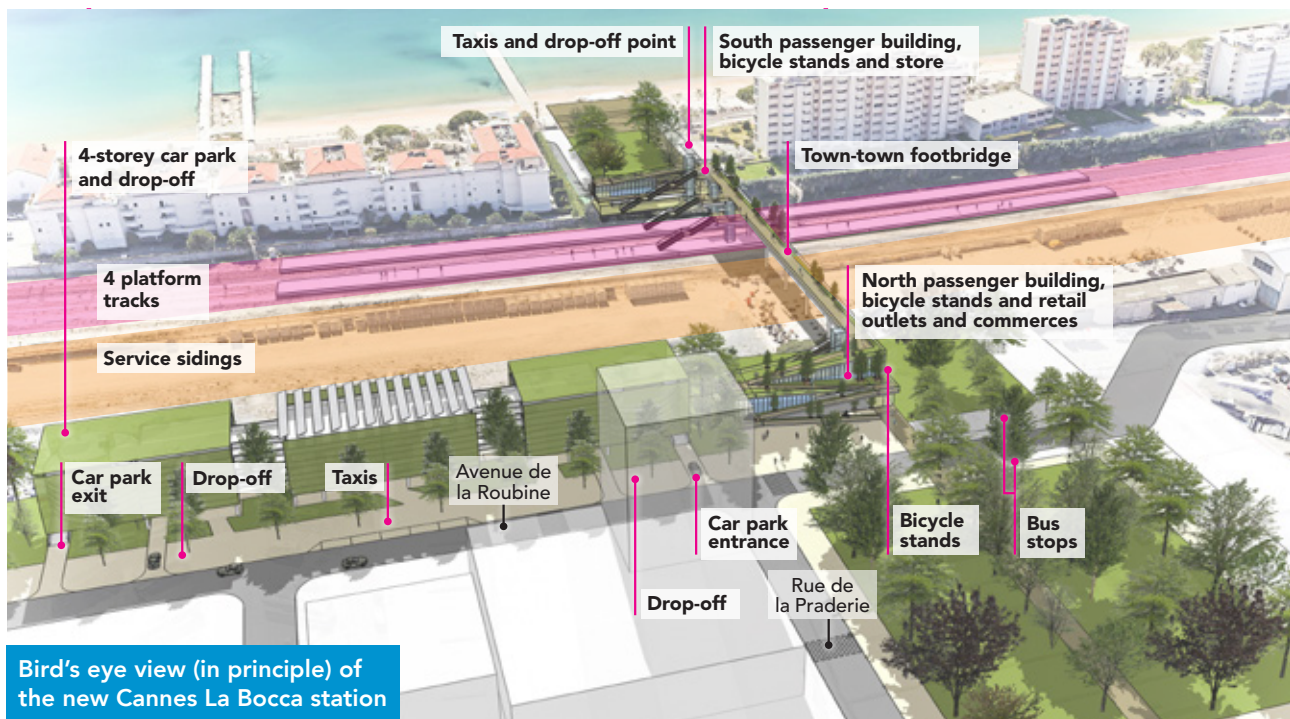 Taxis and drop-off point
South passenger building,
bicycle stands and store
4-storey car park
and drop-off
Town-town footbridge
4 platform
tracks
North passenger building,
bicycle stands and retail
outlets and commerces
Service sidings
Car park
exit
Drop-off
Taxis
Avenue de
la Roubine
Car park
entrance
Bicycle
stands
Bus
stops
Drop-off
Rue de
la Praderie
Bird's eye view (in principle) of
the new Cannes La Bocca station